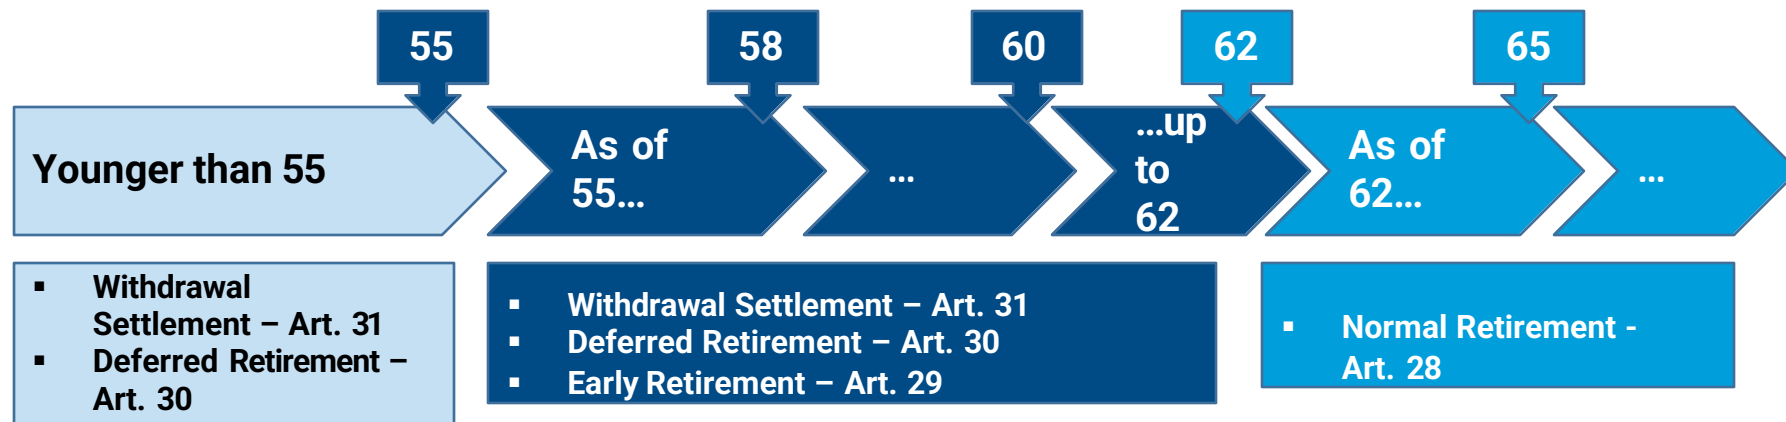 55
58
60
62
65
Younger than 55
As of
55...
...
...up
to
62
As of
62...
...
▪ Withdrawal
Settlement – Art. 31
▪ Deferred Retirement –
Art. 30
▪ Withdrawal Settlement – Art. 31
▪ Deferred Retirement – Art. 30
▪ Early Retirement – Art. 29
▪ Normal Retirement -
Art. 28